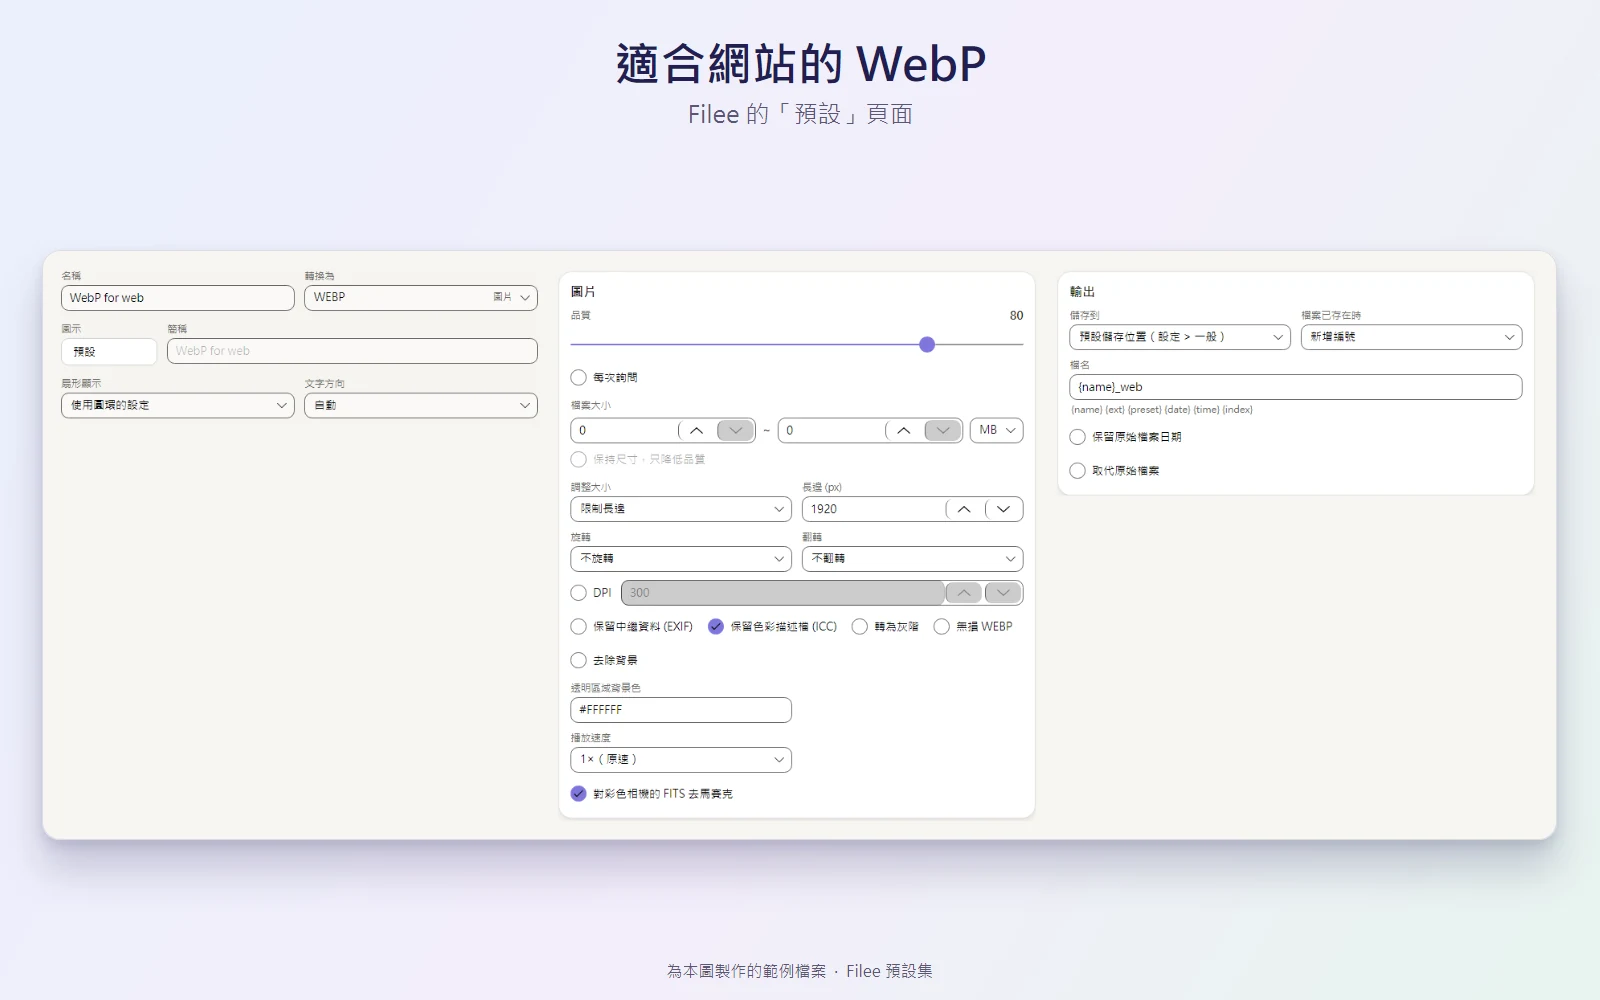 適合網站的 WebP
Filee 的「預設」頁面
名稱
轉換為
WebP for web
WEBP
圖片
圖示
簡稱
預設
WebP for web
扇形顯示
文字方向
使用圓環的設定
自動
圖片
品質
80
每次詢問
檔案大小
0
~
0
MB
保持尺寸，只降低品質
調整大小
長邊 (px)
限制長邊
1920
旋轉
翻轉
不旋轉
不翻轉
DPI
300
保留中繼資料 (EXIF)
保留色彩描述檔 (ICC)
轉為灰階
無損 WEBP
去除背景
透明區域背景色
#FFFFFF
播放速度
1×（原速）
對彩色相機的 FITS 去馬賽克
輸出
儲存到
檔案已存在時
預設儲存位置（設定 > 一般）
新增編號
檔名
{name}_web
{name} {ext} {preset} {date} {time} {index}
保留原始檔案日期
取代原始檔案
為本圖製作的範例檔案 · Filee 預設集